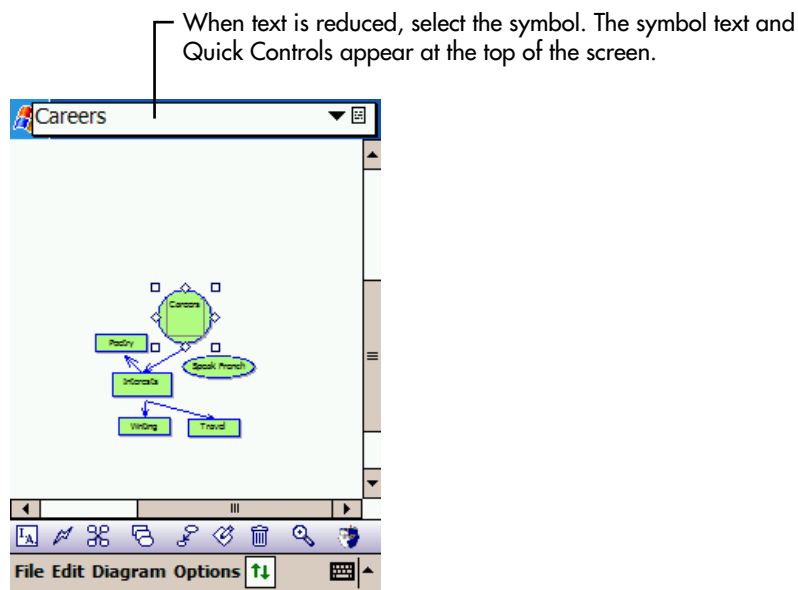 When text is reduced, select the symbol. The symbol text and
Quick Controls appear at the top of the screen.
Careers
Careers
Poetry
Speak French
Interests
Writing
Travel
File Edit Diagram Options